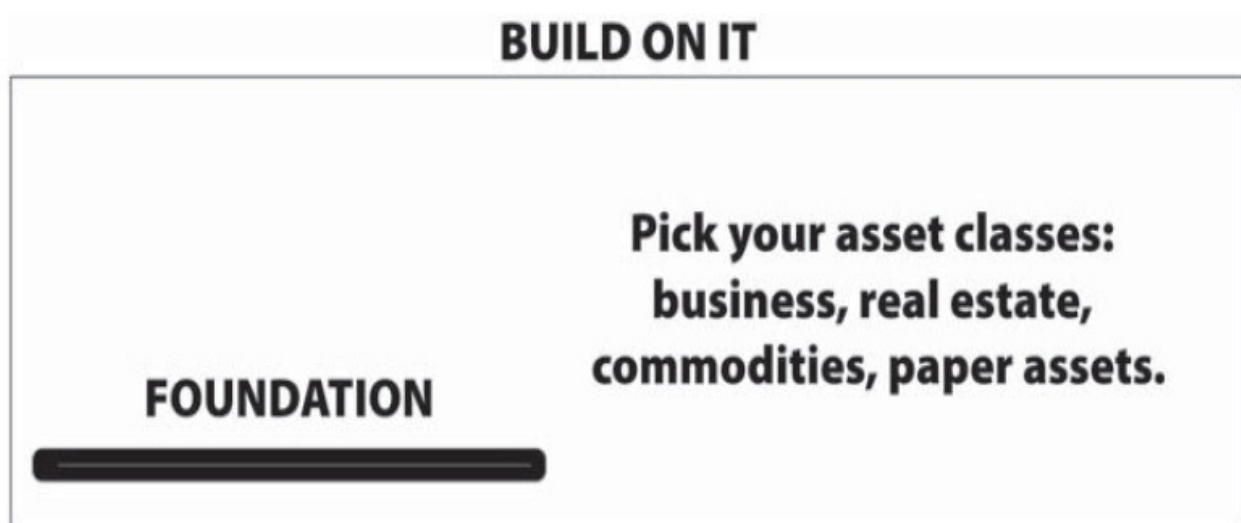 BUILD ON IT
Pick your asset classes:
business, real estate,
commodities, paper assets.
FOUNDATION